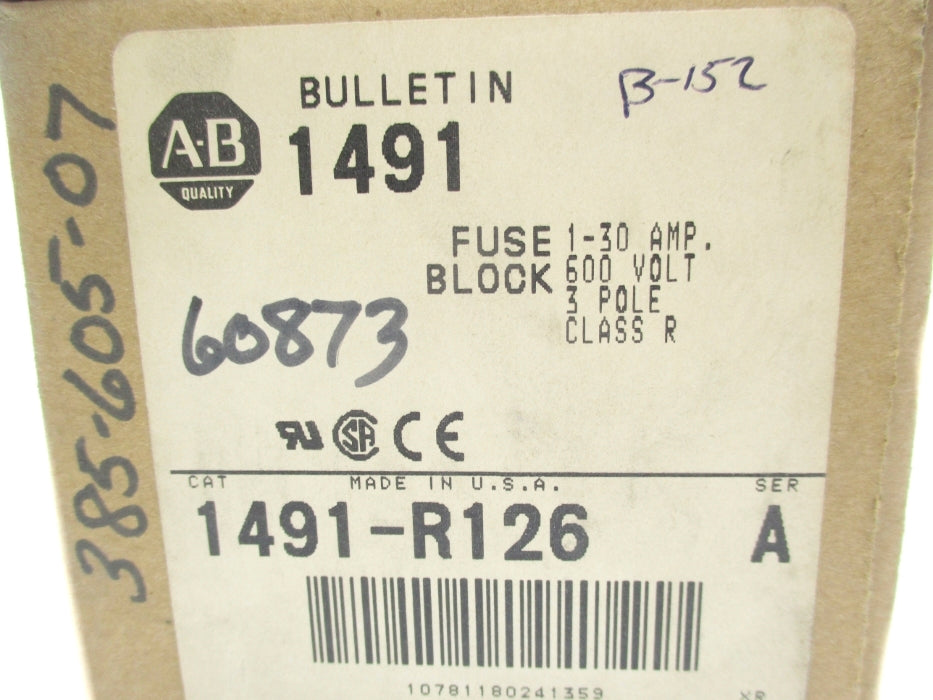 BULLETIN
1491
B-152
A-B
QUALITY
FUSE BLOCK
1-30 AMP.
600 VOLT
3 POLE
CLASS R
60873
385-605-07
CE
CAT
MADE IN U.S.A.
SER
1491-R126
A
10781180241359
XR